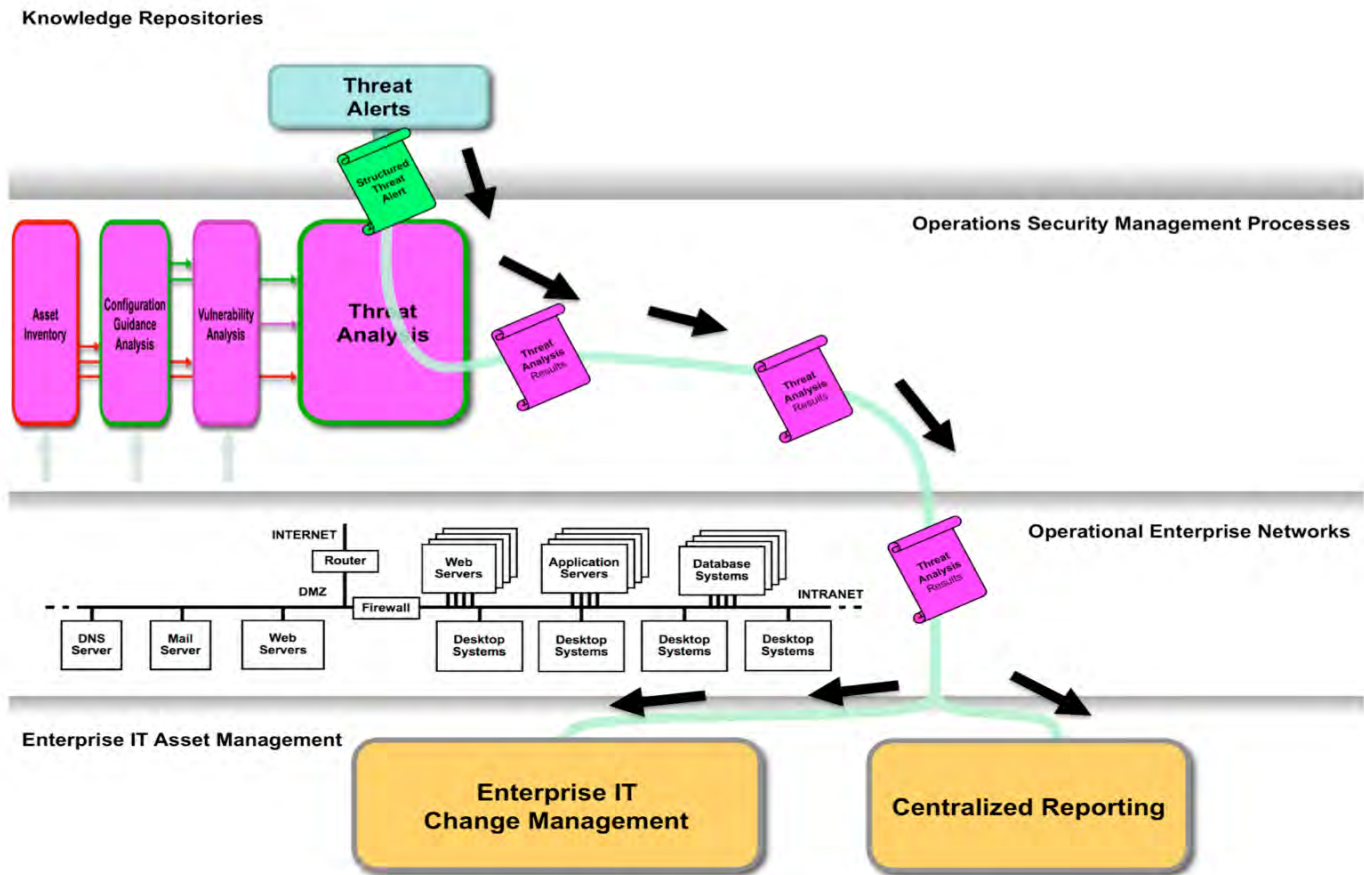 Knowledge Repositories
Threat
Alerts
Structured
Threat
Alert
Operations Security Management Processes
Asset
Inventory
Configuration
Guidance
Analysis
Vulnerability
Analysis
Threat
Analysis
Threat
Analysis
Results
Threat
Analysis
Results
Operational Enterprise Networks
INTERNET
Router
DMZ
Firewall
Web
Servers
Application
Servers
Database
Systems
INTRANET
Threat
Analysis
Results
DNS
Server
Mail
Server
Web
Servers
Desktop
Systems
Desktop
Systems
Desktop
Systems
Desktop
Systems
Enterprise IT Asset Management
Enterprise IT
Change Management
Centralized Reporting